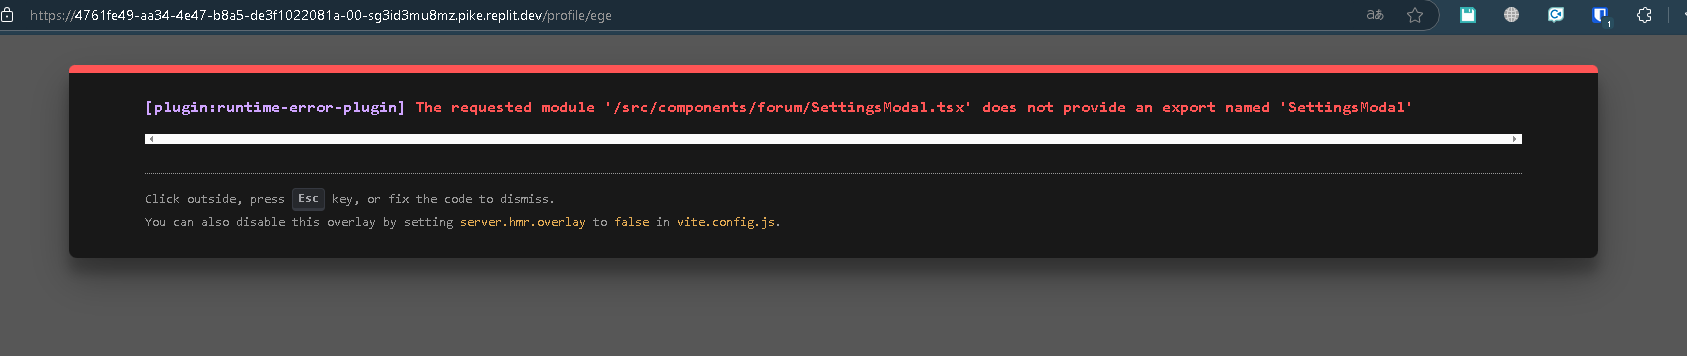 https://4761fe49-aa34-4e47-b8a5-de3f1022081a-00-sg3id3mu8mz.pike.replit.dev/profile/ege
aあ
1
[plugin:runtime-error-plugin] The requested module '/src/components/forum/SettingsModal.tsx' does not provide an export named 'SettingsModal'
Click outside, press Esc key, or fix the code to dismiss.
You can also disable this overlay by setting server.hmr.overlay to false in vite.config.js.